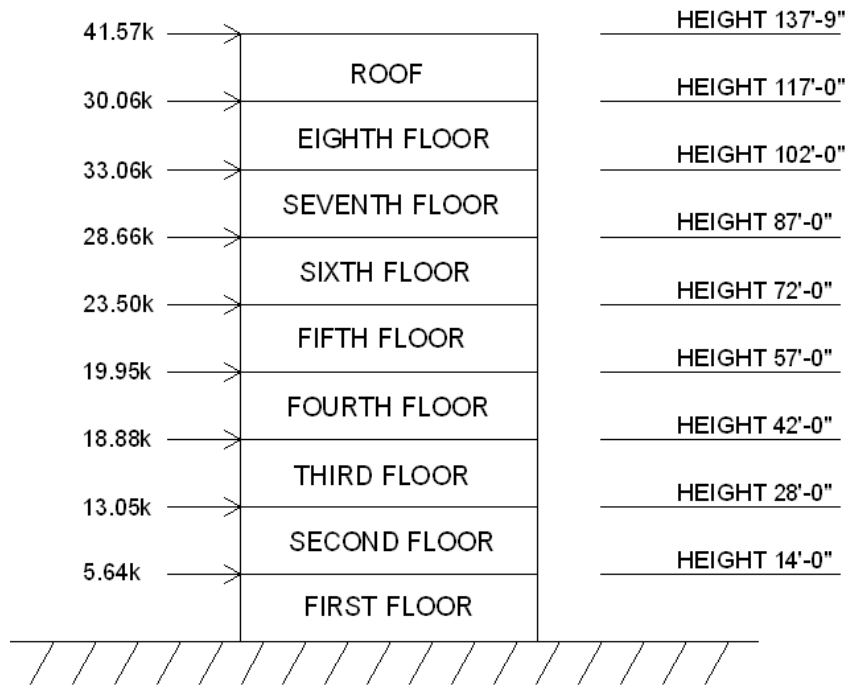 41.57k HEIGHT 137'-9"
ROOF
30.06k HEIGHT 117'-0"
EIGHTH FLOOR
33.06k HEIGHT 102'-0"
SEVENTH FLOOR
28.66k HEIGHT 87'-0"
SIXTH FLOOR
23.50k HEIGHT 72'-0"
FIFTH FLOOR
19.95k HEIGHT 57'-0"
FOURTH FLOOR
18.88k HEIGHT 42'-0"
THIRD FLOOR
13.05k HEIGHT 28'-0"
SECOND FLOOR
5.64k HEIGHT 14'-0"
FIRST FLOOR